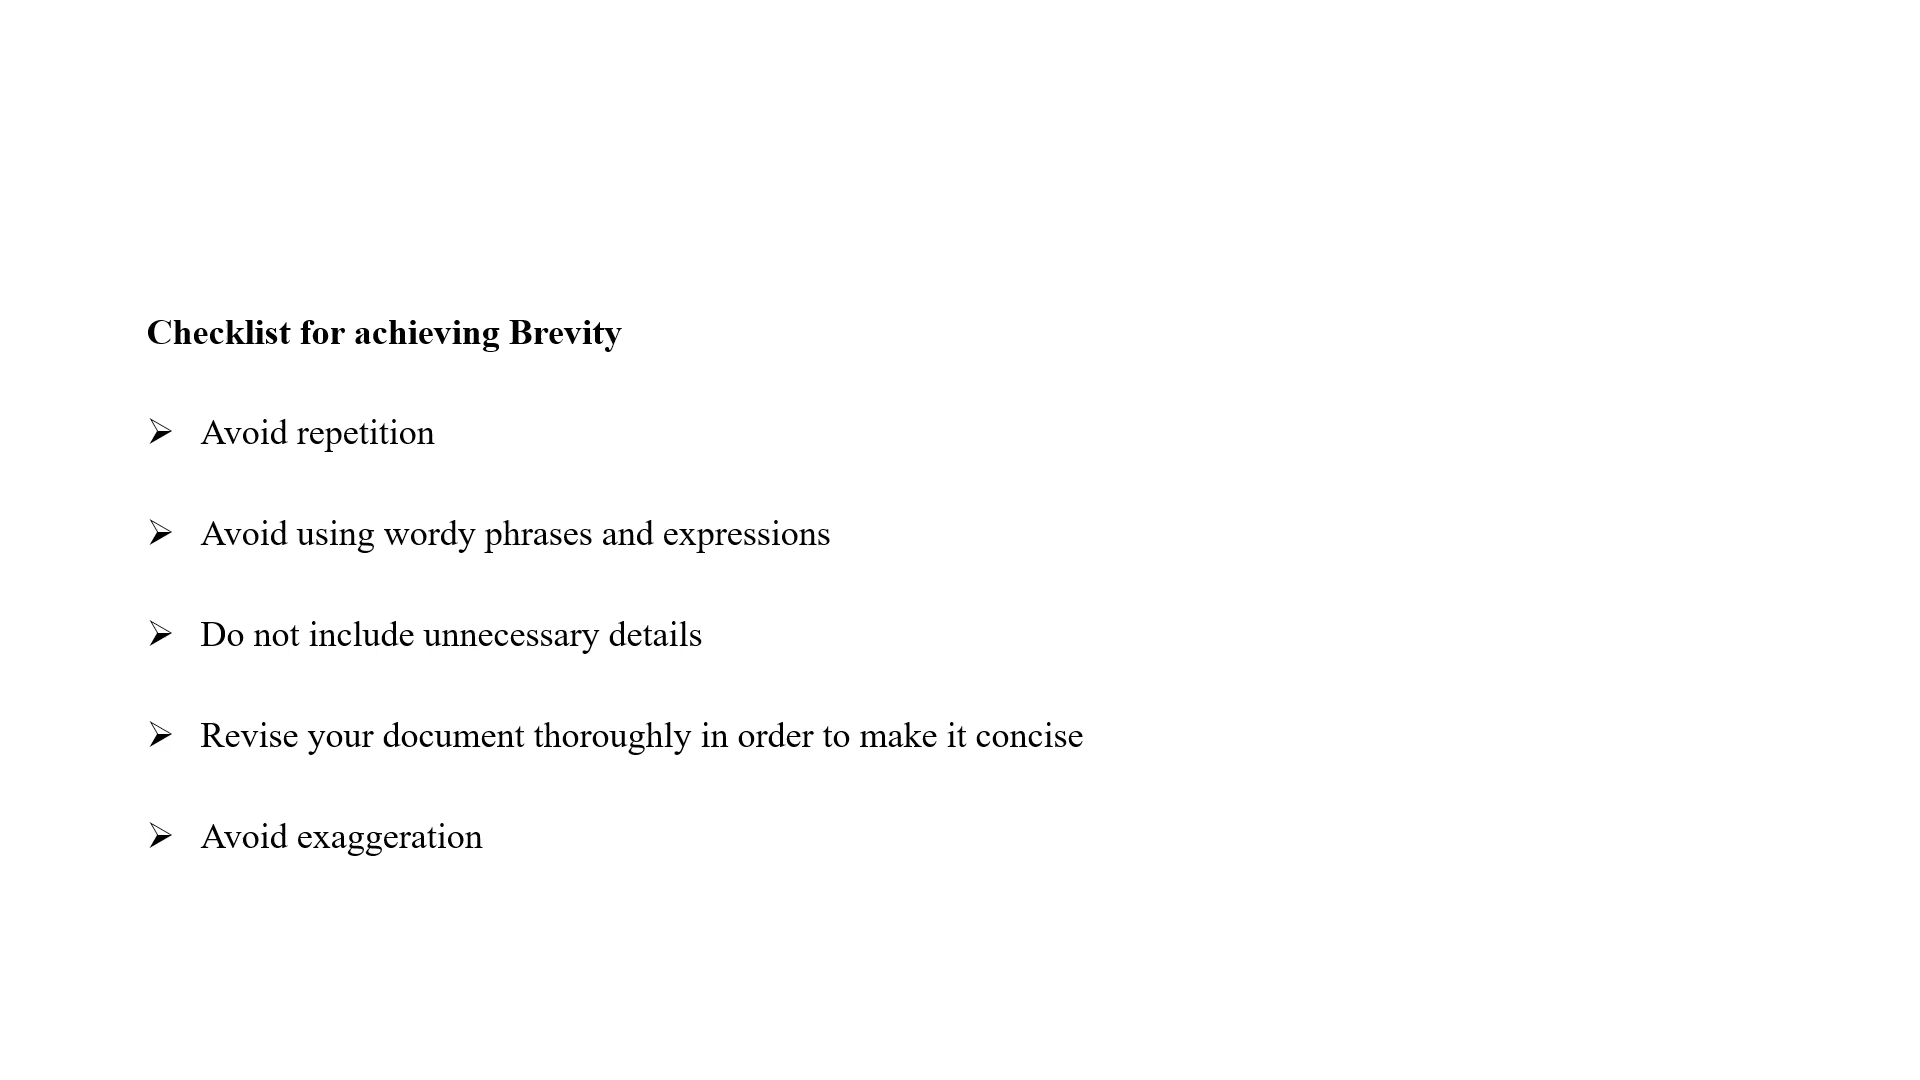 Checklist for achieving Brevity
➢ Avoid repetition
➢ Avoid using wordy phrases and expressions
➢ Do not include unnecessary details
➢ Revise your document thoroughly in order to make it concise
➢ Avoid exaggeration